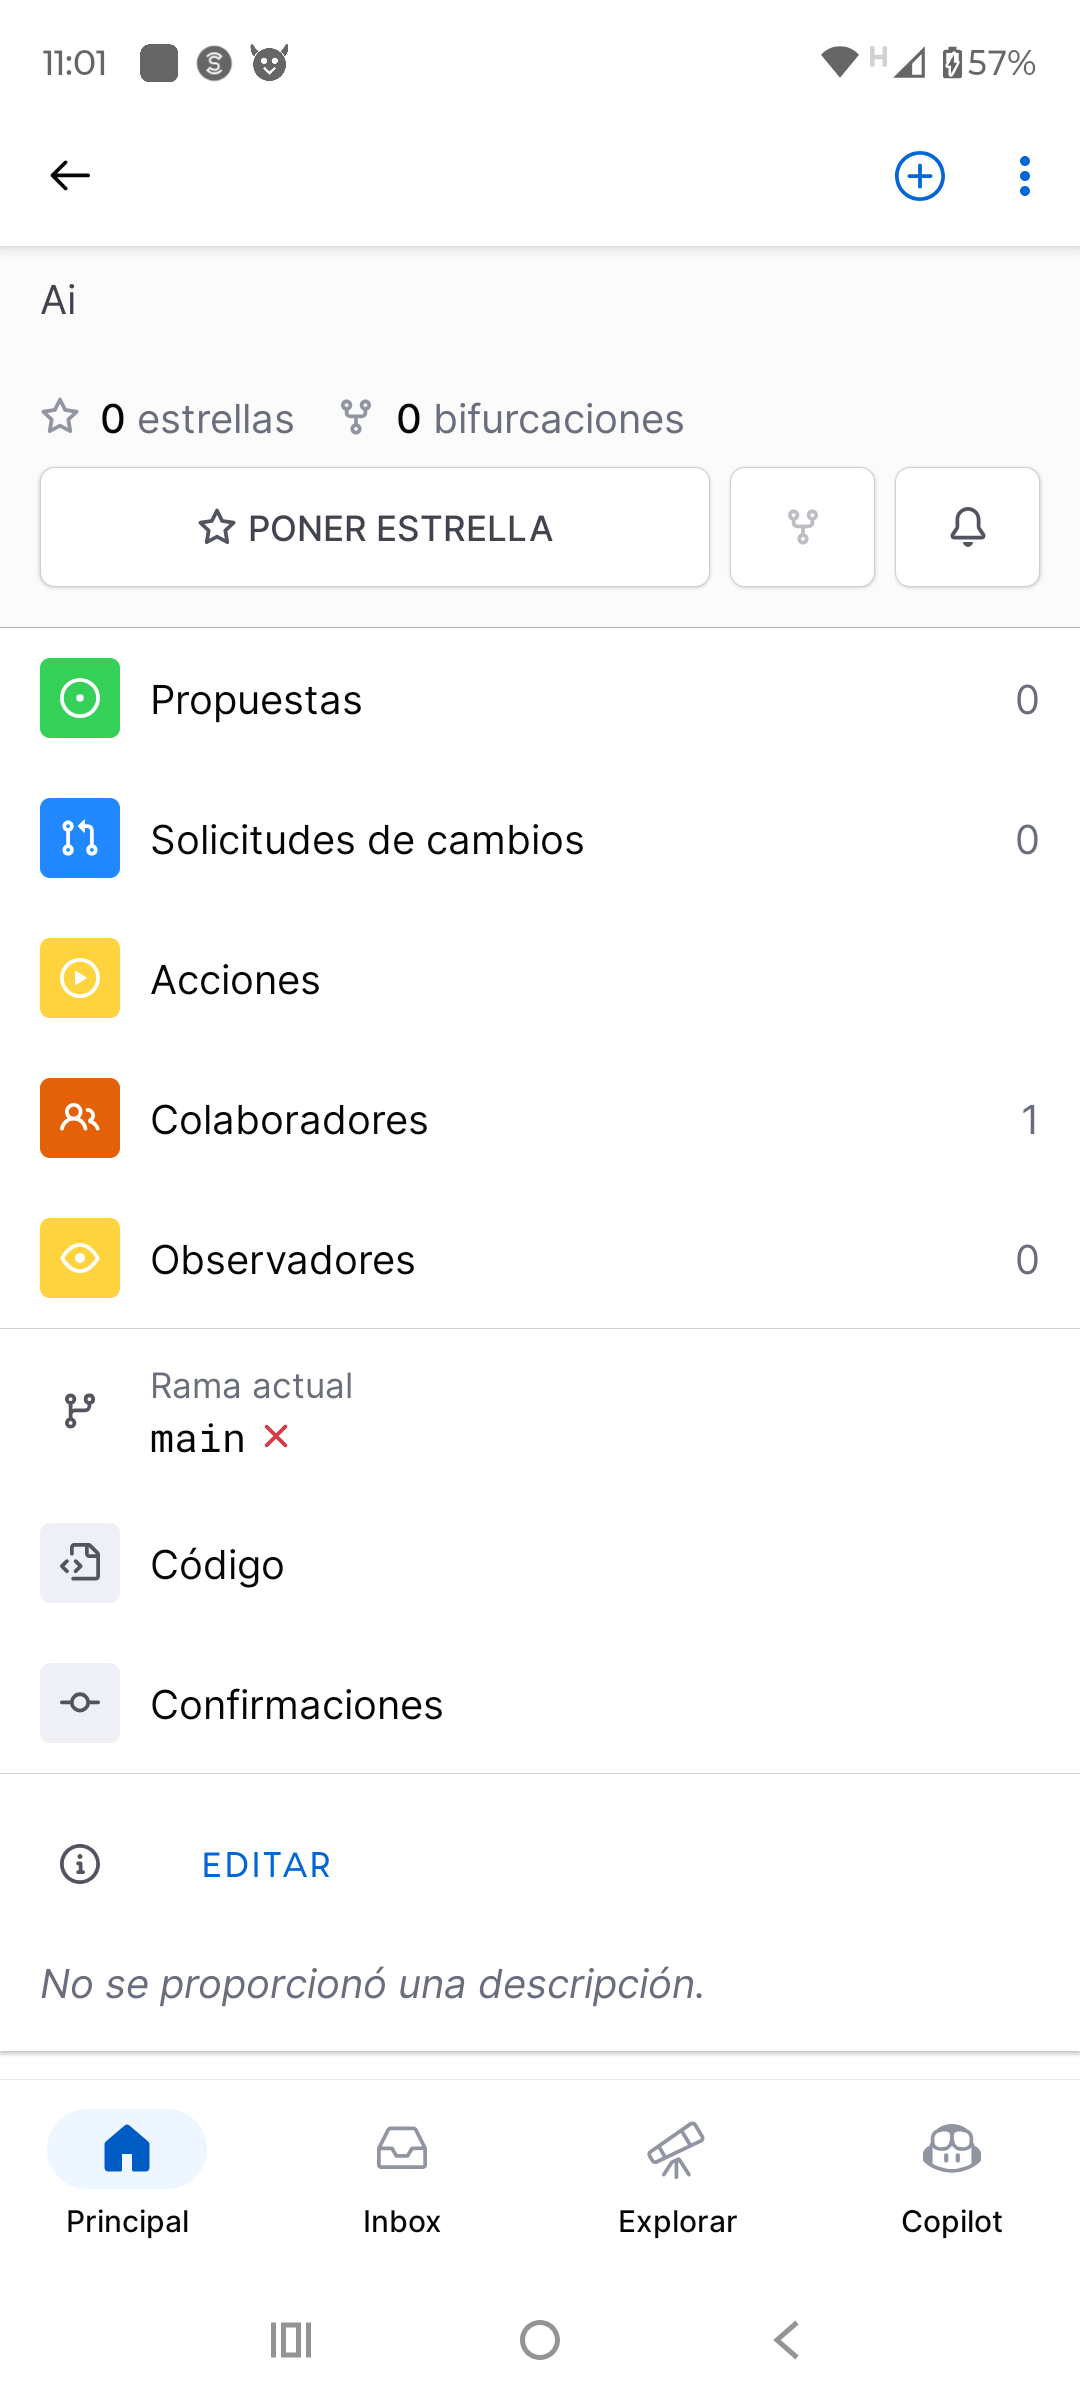 11:01
H
57%
Ai
0 estrellas 0 bifurcaciones
PONER ESTRELLA
Propuestas 0
Solicitudes de cambios 0
Acciones
Colaboradores 1
Observadores 0
Rama actual
main
Código
Confirmaciones
EDITAR
No se proporcionó una descripción.
Principal Inbox Explorar Copilot